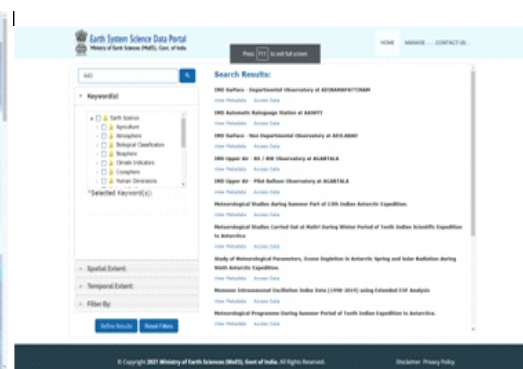 Earth System Science Data Portal
Ministry of Earth Sciences (MoES), Govt. of India
HOME MANAGE CONTACT US
Press F11 to exit full screen
Search Results:
Keyword(s):
Earth Science
Agriculture
Atmosphere
Biological Classification
Biosphere
Climate Indicators
Cryosphere
Human Dimensions
*Selected Keyword(s):
Spatial Extent:
Temporal Extent:
Filter By:
Refine Results Reset Filters
IMD Surface - Departmental Observatory at ADIRAMAPATTINAM
View Metadata Access Data
IMD Automatic Rainguage Station at AASHTI
View Metadata Access Data
IMD Surface - Non Departmental Observatory at ADILABAD
View Metadata Access Data
IMD Upper Air - RS / RW Observatory at AGARTALA
View Metadata Access Data
IMD Upper Air - Pilot Balloon Observatory at AGARTALA
View Metadata Access Data
Meteorological Studies during Summer Part of 13th Indian Antarctic Expedition.
View Metadata Access Data
Meteorological Studies Carried Out at Maitri During Winter Period of Tenth Indian Scientific Expedition
to Antarctica
View Metadata Access Data
Study of Meteorological Parameters, Ozone Depletion in Antarctic Spring and Solar Radiation during
Ninth Antarctic Expedition.
View Metadata Access Data
Monsoon Intraseasonal Oscillation Index Data (1998-2019) using Extended EOF Analysis
View Metadata Access Data
Meteorological Programme During Summer Period of Tenth Indian Expedition to Antarctica.
View Metadata Access Data
© Copyright 2021 Ministry of Earth Sciences (MoES), Govt of India. All Rights Reserved.
Disclaimer Privacy Policy